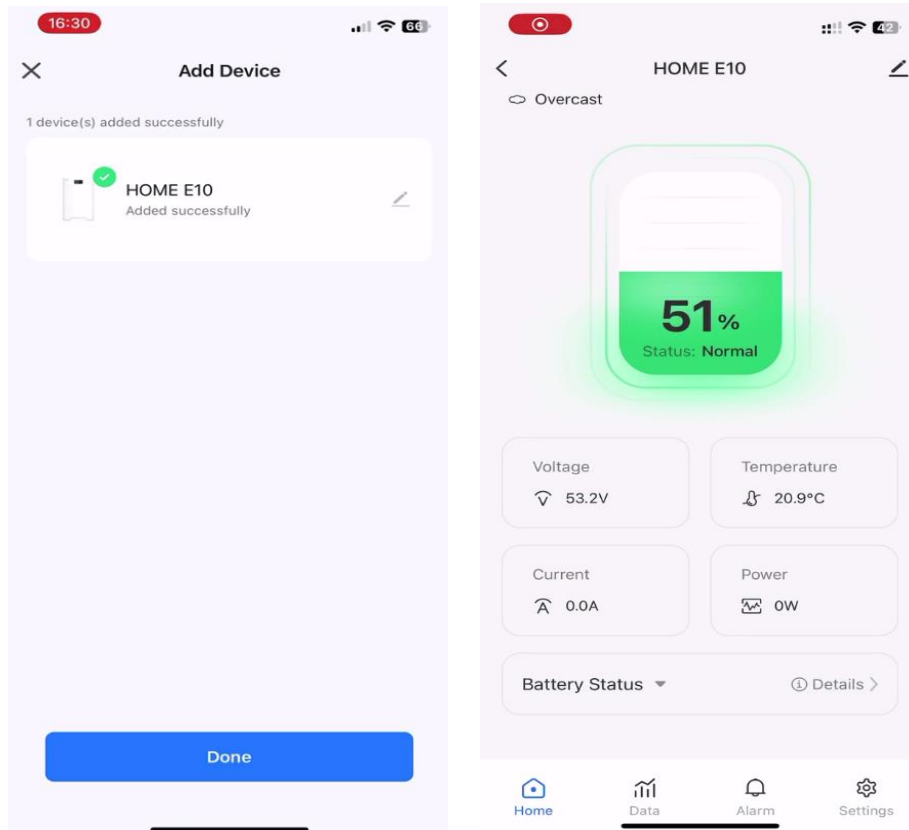 16:30
66
Add Device
1 device(s) added successfully
HOME E10
Added successfully
Done
42
HOME E10
Overcast
51%
Status: Normal
Voltage
53.2V
Temperature
20.9°C
Current
A 0.0A
Power
0W
Battery Status
Details
Home
Data
Alarm
Settings